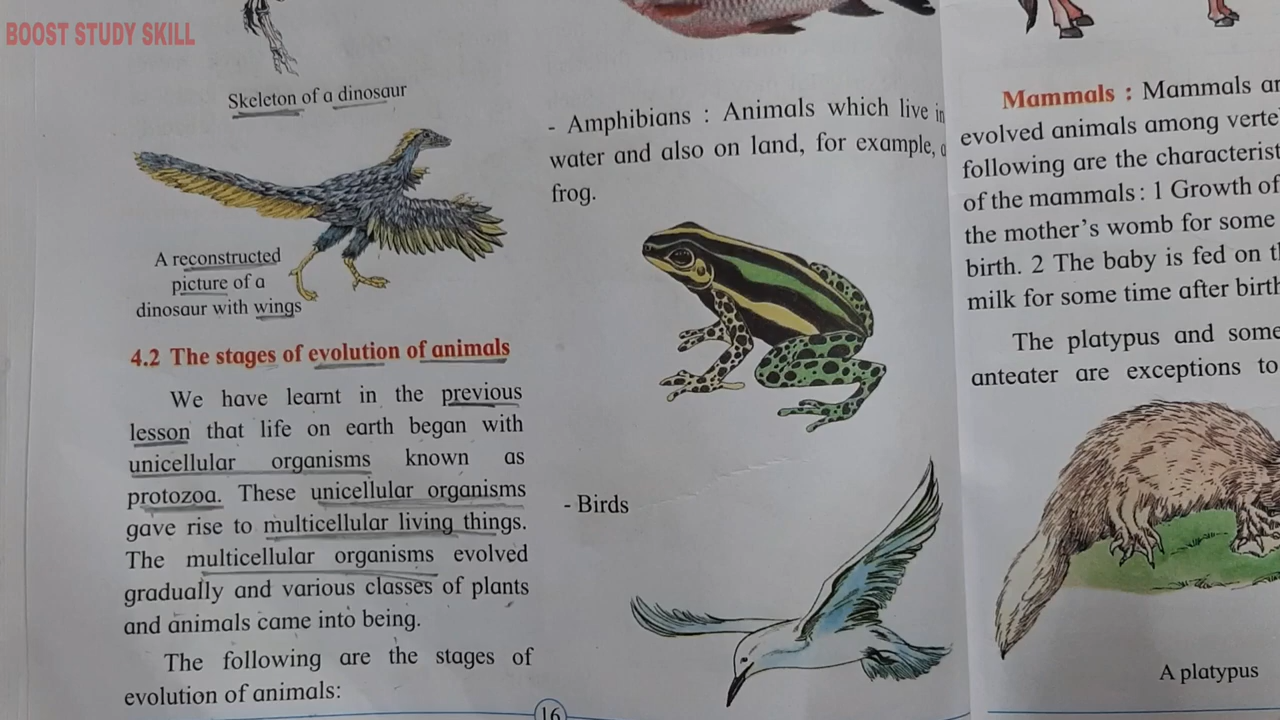 BOOST STUDY SKILL
Skeleton of a dinosaur
A reconstructed
picture of a
dinosaur with wings
4.2 The stages of evolution of animals
We have learnt in the previous
lesson that life on earth began with
unicellular organisms known as
protozoa. These unicellular organisms
gave rise to multicellular living things.
The multicellular organisms evolved
gradually and various classes of plants
and animals came into being.
The following are the stages of
evolution of animals:
- Amphibians : Animals which live in
water and also on land, for example,
frog.
- Birds
16
Mammals : Mammals
evolved animals among
following are the
of the mammals : 1 Growth of
the mother's womb for some
birth. 2 The baby is fed on
milk for some time after birth
The platypus and some
anteater are exceptions to
A platypus